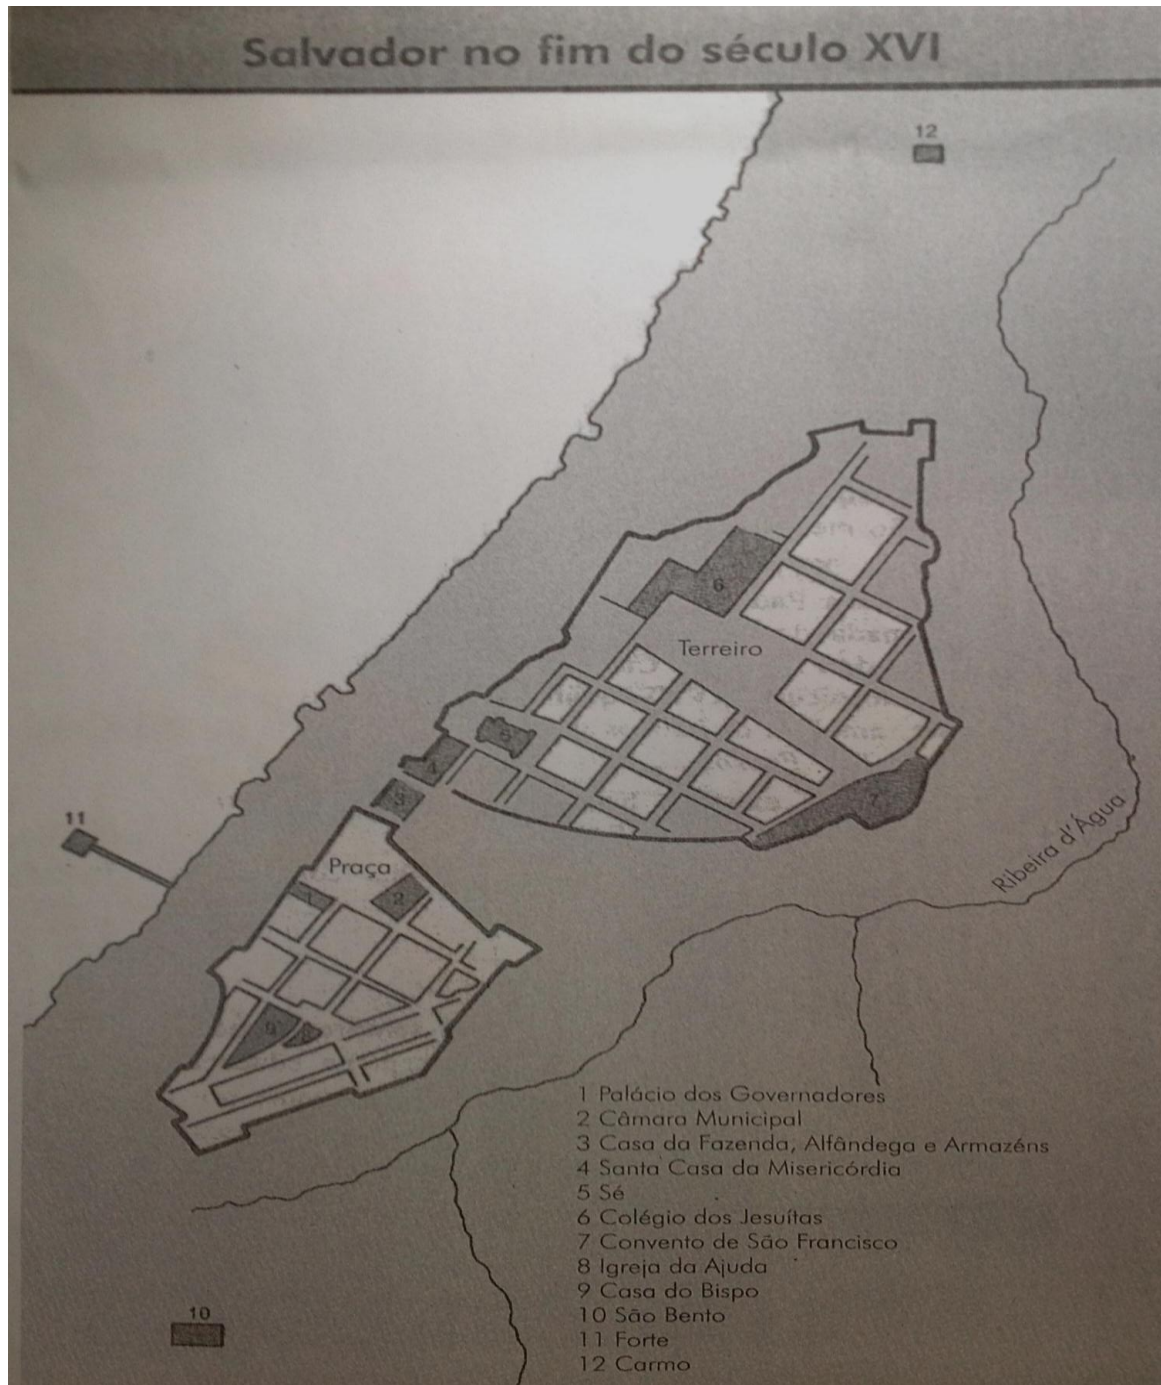 Salvador no fim do século XVI
12
6
Terreiro
5
4
3
7
11
Praça
1
2
Ribeira d'Água
9
8
1 Palácio dos Governadores
2 Câmara Municipal
3 Casa da Fazenda, Alfândega e Armazéns
4 Santa Casa da Misericórdia
5 Sé
6 Colégio dos Jesuítas
7 Convento de São Francisco
8 Igreja da Ajuda
9 Casa do Bispo
10 São Bento
11 Forte
12 Carmo
10